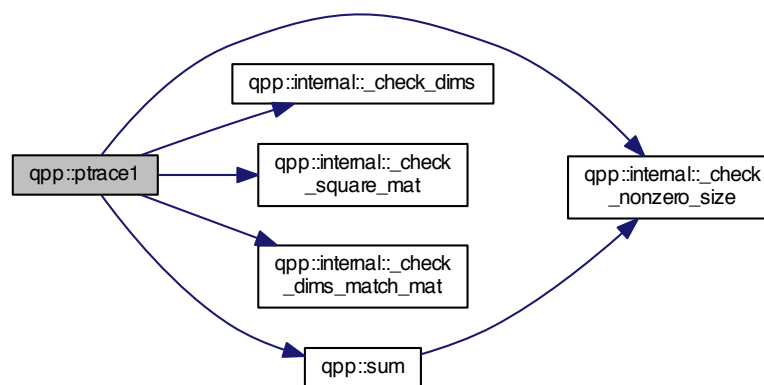 qpp::internal::_check_dims
qpp::ptrace1
qpp::internal::_check
_square_mat
qpp::internal::_check
_nonzero_size
qpp::internal::_check
_dims_match_mat
qpp::sum